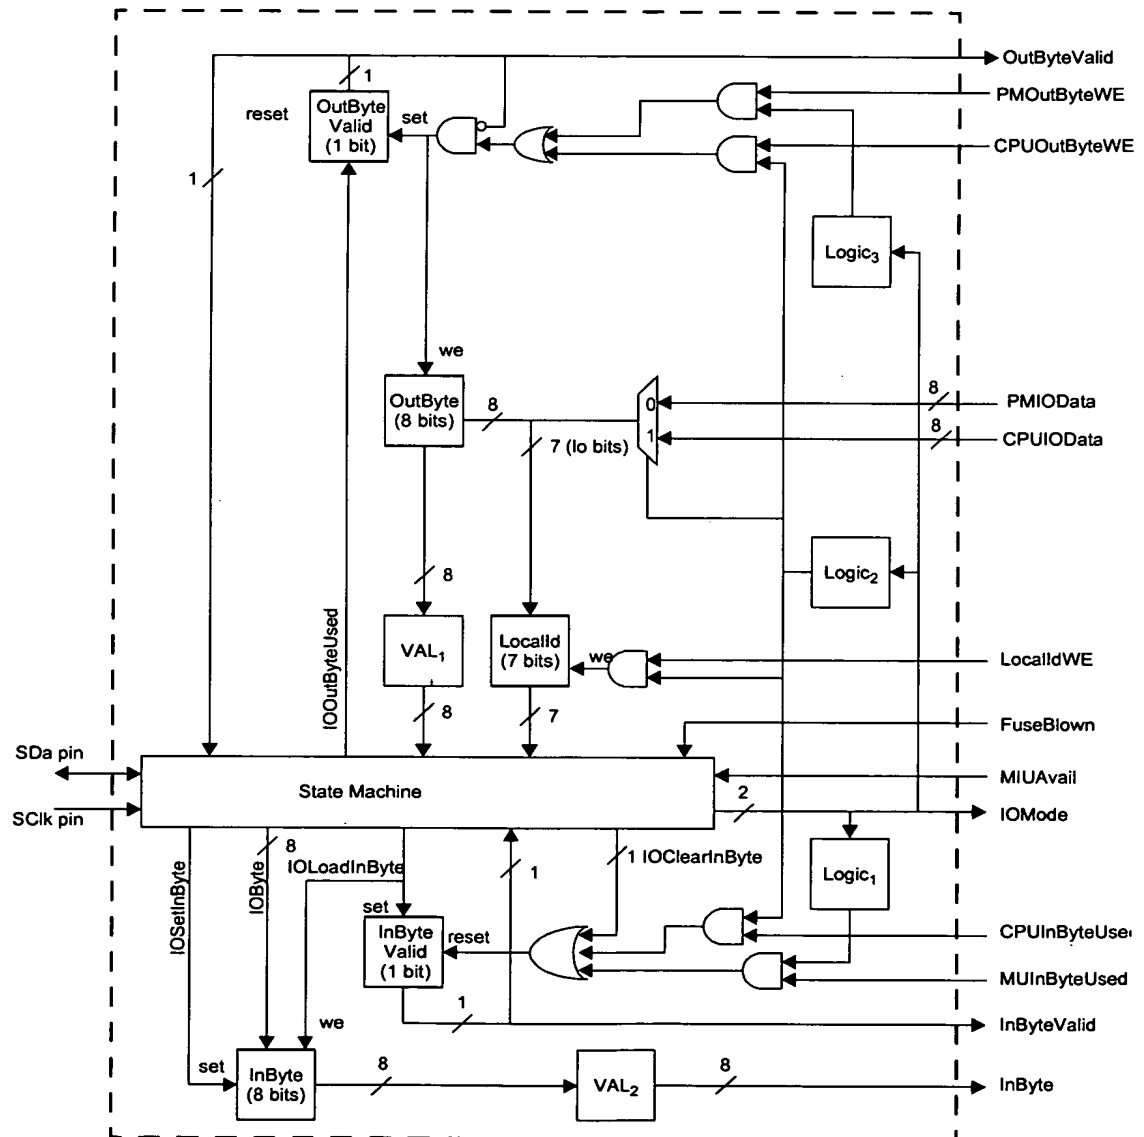 OutByteValid
1
PMOutByteWE
OutByte
Valid
(1 bit)
reset
set
CPUOutByteWE
1
Logic3
we
OutByte
(8 bits)
8
0
8
PMIOData
1
8
CPUIOData
7 (lo bits)
8
Logic2
IOOutByteUsed
VAL1
LocalId
(7 bits)
we
LocalIdWE
8
7
FuseBlown
SDa pin
State Machine
MIUAvail
2
IOMode
SClk pin
8
IOLoadInByte
1
1 IOClearInByte
Logic1
IOSetInByte
IOByte
set
InByte
Valid
(1 bit)
reset
CPUInByteUsed
MUInByteUsed
1
InByteValid
we
set
InByte
(8 bits)
8
VAL2
8
InByte